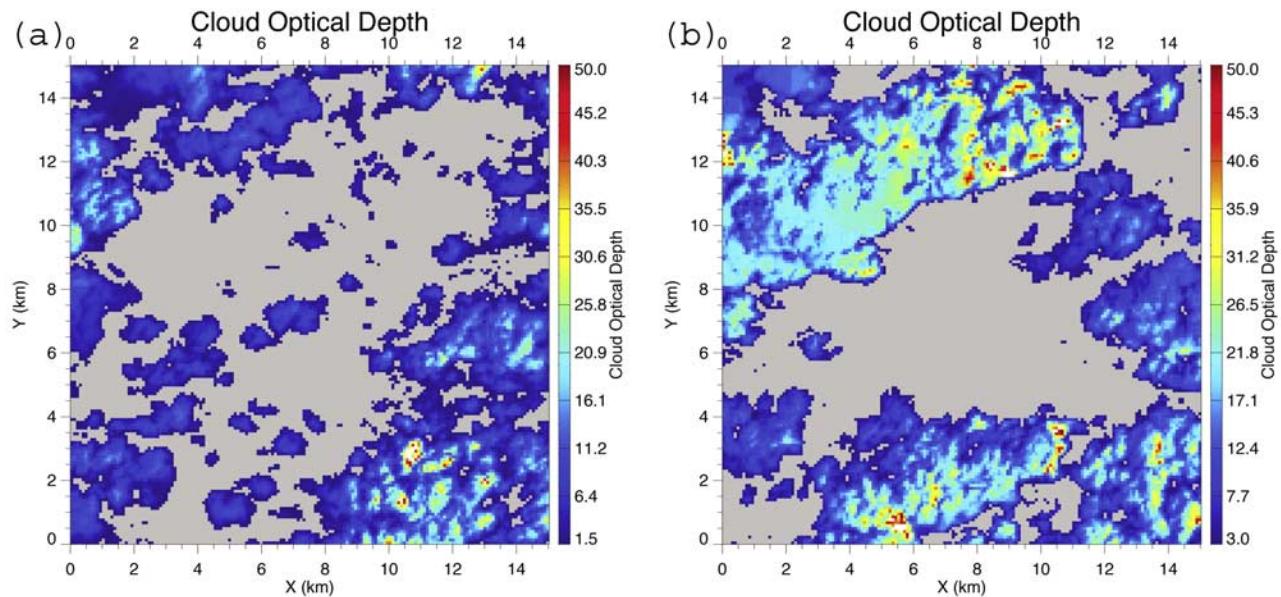 (a)
Cloud Optical Depth
0 2 4 6 8 10 12 14
14
12
10
8
6
4
2
0
Y (km)
0 2 4 6 8 10 12 14
X (km)
50.0
45.2
40.3
35.5
30.6
25.8
20.9
16.1
11.2
6.4
1.5
Cloud Optical Depth
(b)
Cloud Optical Depth
0 2 4 6 8 10 12 14
14
12
10
8
6
4
2
0
Y (km)
0 2 4 6 8 10 12 14
X (km)
50.0
45.3
40.6
35.9
31.2
26.5
21.8
17.1
12.4
7.7
3.0
Cloud Optical Depth